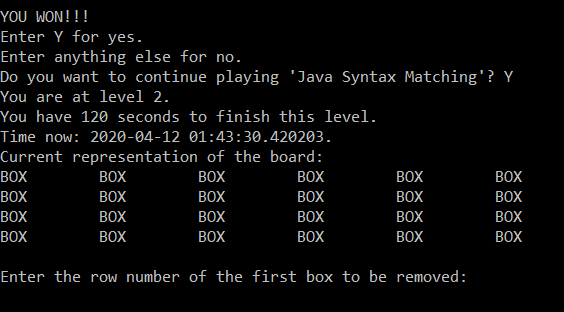 YOU WON!!!
Enter Y for yes.
Enter anything else for no.
Do you want to continue playing 'Java Syntax Matching'? Y
You are at level 2.
You have 120 seconds to finish this level.
Time now: 2020-04-12 01:43:30.420203.
Current representation of the board:
BOX BOX BOX BOX BOX BOX
BOX BOX BOX BOX BOX BOX
BOX BOX BOX BOX BOX BOX
BOX BOX BOX BOX BOX BOX
Enter the row number of the first box to be removed: